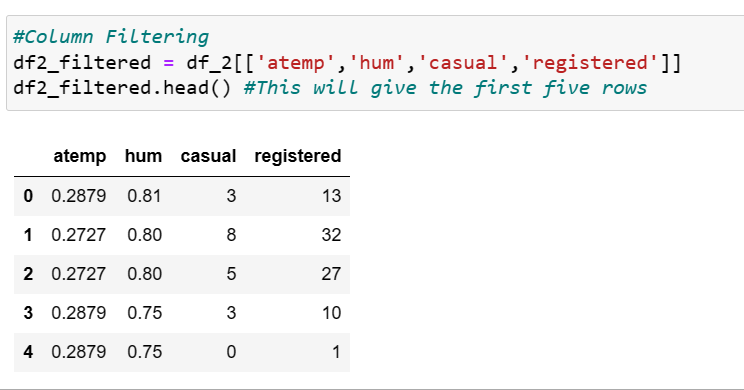 #Column Filtering
df2_filtered = df_2[['atemp','hum','casual','registered']]
df2_filtered.head() #This will give the first five rows
atemp hum casual registered
0 0.2879 0.81 3 13
1 0.2727 0.80 8 32
2 0.2727 0.80 5 27
3 0.2879 0.75 3 10
4 0.2879 0.75 0 1